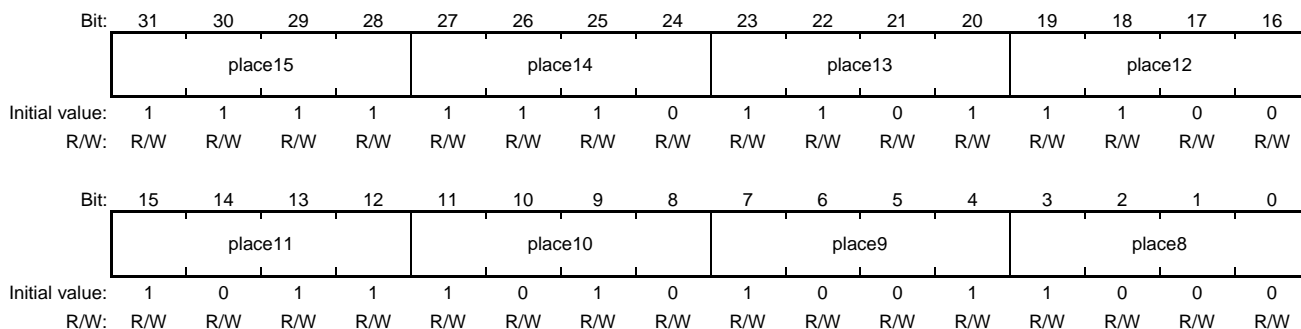 Bit: 31 30 29 28 27 26 25 24 23 22 21 20 19 18 17 16
place15 place14 place13 place12
Initial value: 1 1 1 1 1 1 1 0 1 1 0 1 1 1 0 0
R/W: R/W R/W R/W R/W R/W R/W R/W R/W R/W R/W R/W R/W R/W R/W R/W R/W
Bit: 15 14 13 12 11 10 9 8 7 6 5 4 3 2 1 0
place11 place10 place9 place8
Initial value: 1 0 1 1 1 0 1 0 1 0 0 1 1 0 0 0
R/W: R/W R/W R/W R/W R/W R/W R/W R/W R/W R/W R/W R/W R/W R/W R/W R/W